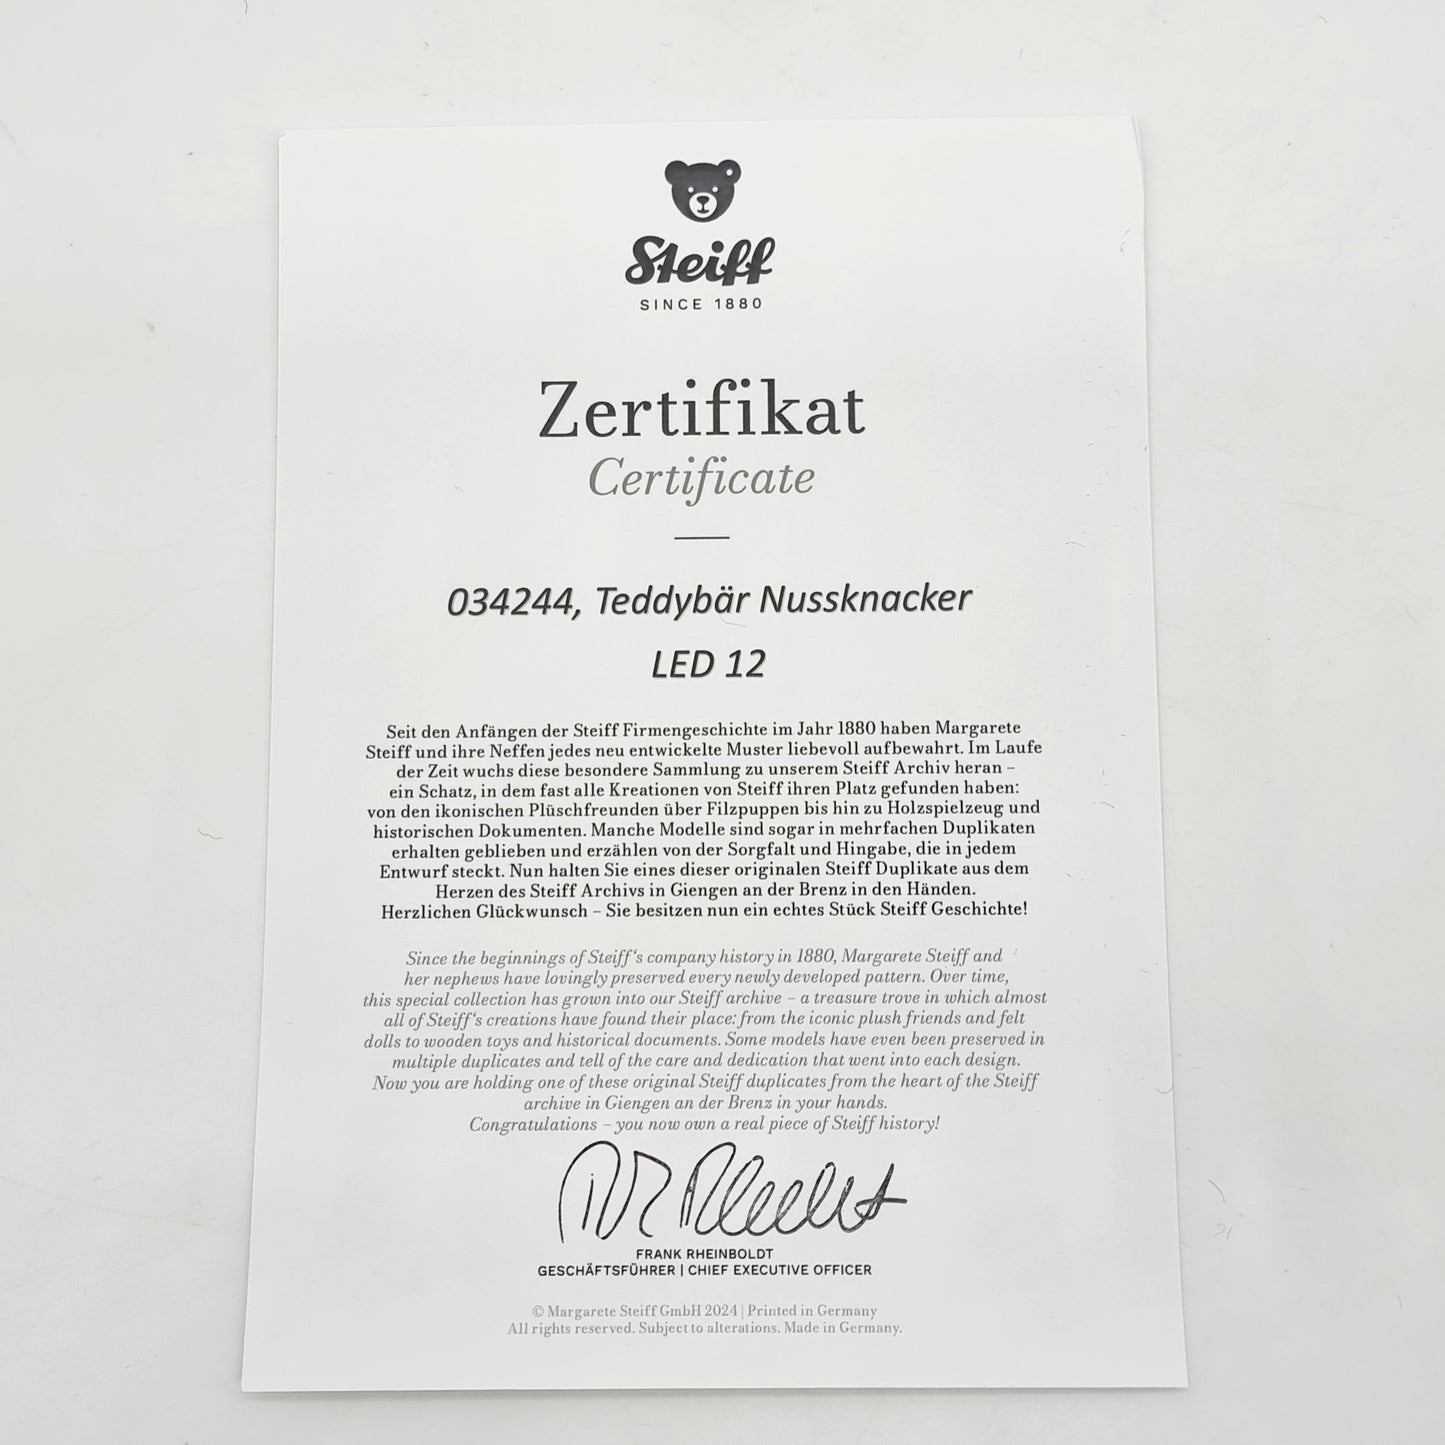 Steiff
SINCE 1880
Zertifikat
Certificate
034244, Teddybär Nussknacker
LED 12
Seit den Anfängen der Steiff Firmengeschichte im Jahr 1880 haben Margarete
Steiff und ihre Neffen jedes neu entwickelte Muster liebevoll aufbewahrt. Im Laufe
der Zeit wuchs diese besondere Sammlung zu unserem Steiff Archiv heran –
ein Schatz, in dem fast alle Kreationen von Steiff ihren Platz gefunden haben:
von den ikonischen Plüschfreunden über Filzpuppen bis hin zu Holzspielzeug und
historischen Dokumenten. Manche Modelle sind sogar in mehrfachen Duplikaten
erhalten geblieben und erzählen von der Sorgfalt und Hingabe, die in jedem
Entwurf steckt. Nun halten Sie eines dieser originalen Steiff Duplikate aus dem
Herzen des Steiff Archivs in Giengen an der Brenz in den Händen.
Herzlichen Glückwunsch – Sie besitzen nun ein echtes Stück Steiff Geschichte!
Since the beginnings of Steiff's company history in 1880, Margarete Steiff and
her nephews have lovingly preserved every newly developed pattern. Over time,
this special collection has grown into our Steiff archive – a treasure trove in which almost
all of Steiff's creations have found their place: from the iconic plush friends and felt
dolls to wooden toys and historical documents. Some models have even been preserved in
multiple duplicates and tell of the care and dedication that went into each design.
Now you are holding one of these original Steiff duplicates from the heart of the Steiff
archive in Giengen an der Brenz in your hands.
Congratulations – you now own a real piece of Steiff history!
FRANK RHEINBOLDT
GESCHÄFTSFÜHRER | CHIEF EXECUTIVE OFFICER
© Margarete Steiff GmbH 2024 | Printed in Germany
All rights reserved. Subject to alterations. Made in Germany.